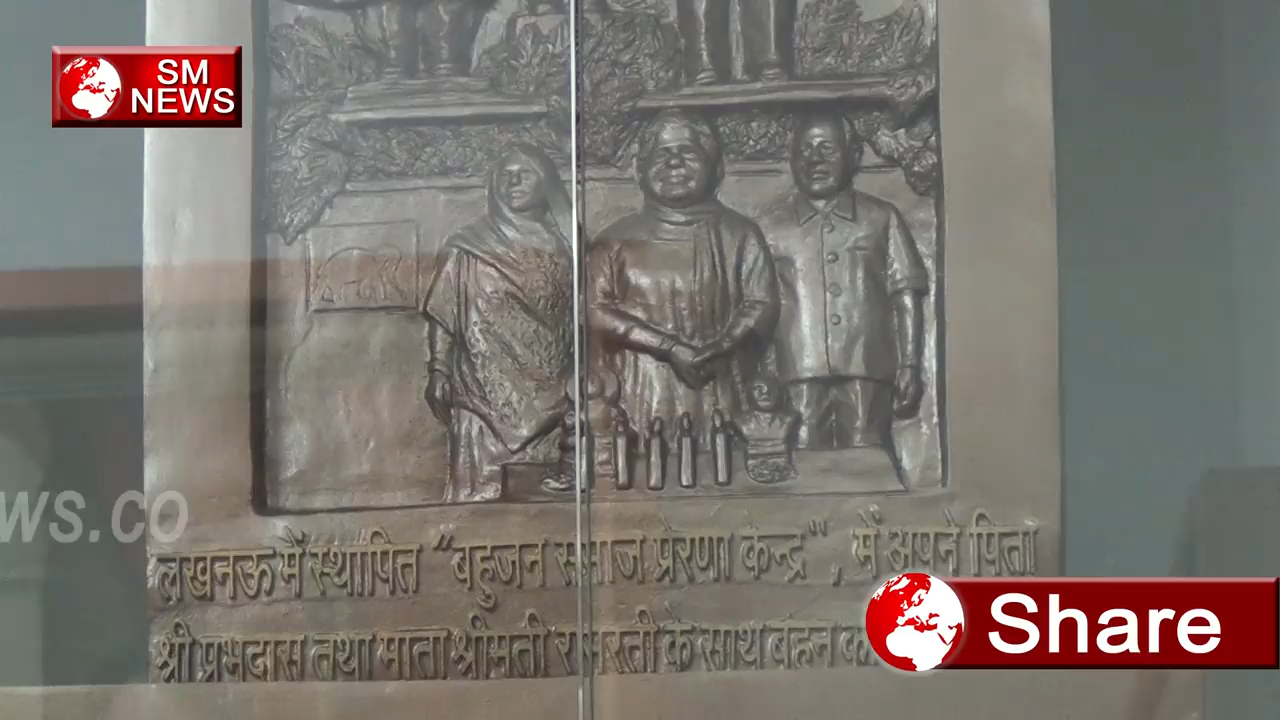 SM
NEWS
WS.CO
लखनऊ में स्थापित "बहुजन समाज प्रेरणा केन्द्र", में अपने पिता
श्री प्रभुदास तथा माता श्रीमती रामरती के साथ बहन
Share